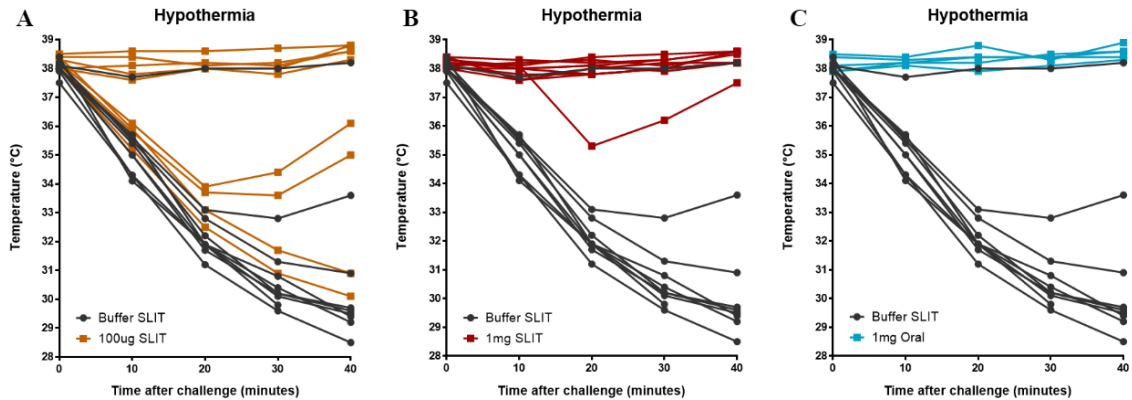 A
Hypothermia
39
38
37
36
35
34
33
32
31
30
29
28
Temperature (°C)
Buffer SLIT
100ug SLIT
0
10
20
30
40
Time after challenge (minutes)
B
Hypothermia
39
38
37
36
35
34
33
32
31
30
29
28
Temperature (°C)
Buffer SLIT
1mg SLIT
0
10
20
30
40
Time after challenge (minutes)
C
Hypothermia
39
38
37
36
35
34
33
32
31
30
29
28
Temperature (°C)
Buffer SLIT
1mg Oral
0
10
20
30
40
Time after challenge (minutes)